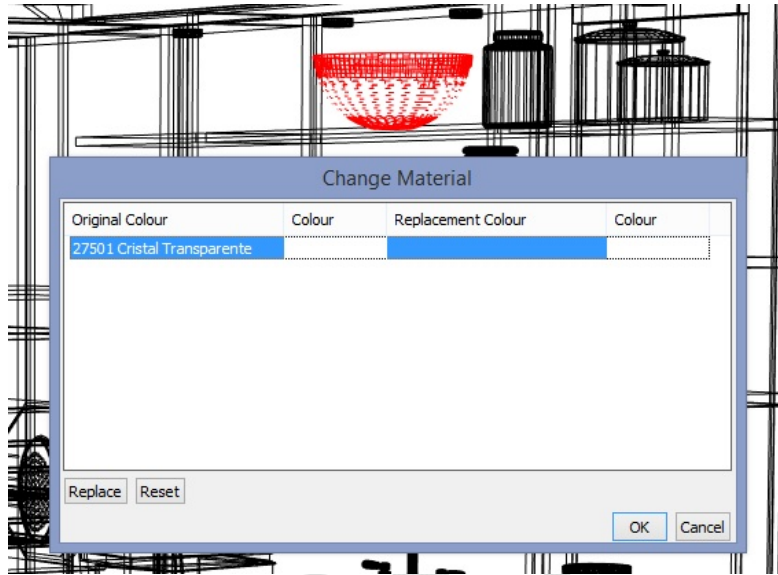 Change Material
Original Colour Colour Replacement Colour Colour
27501 Cristal Transparente
Replace Reset
OK Cancel